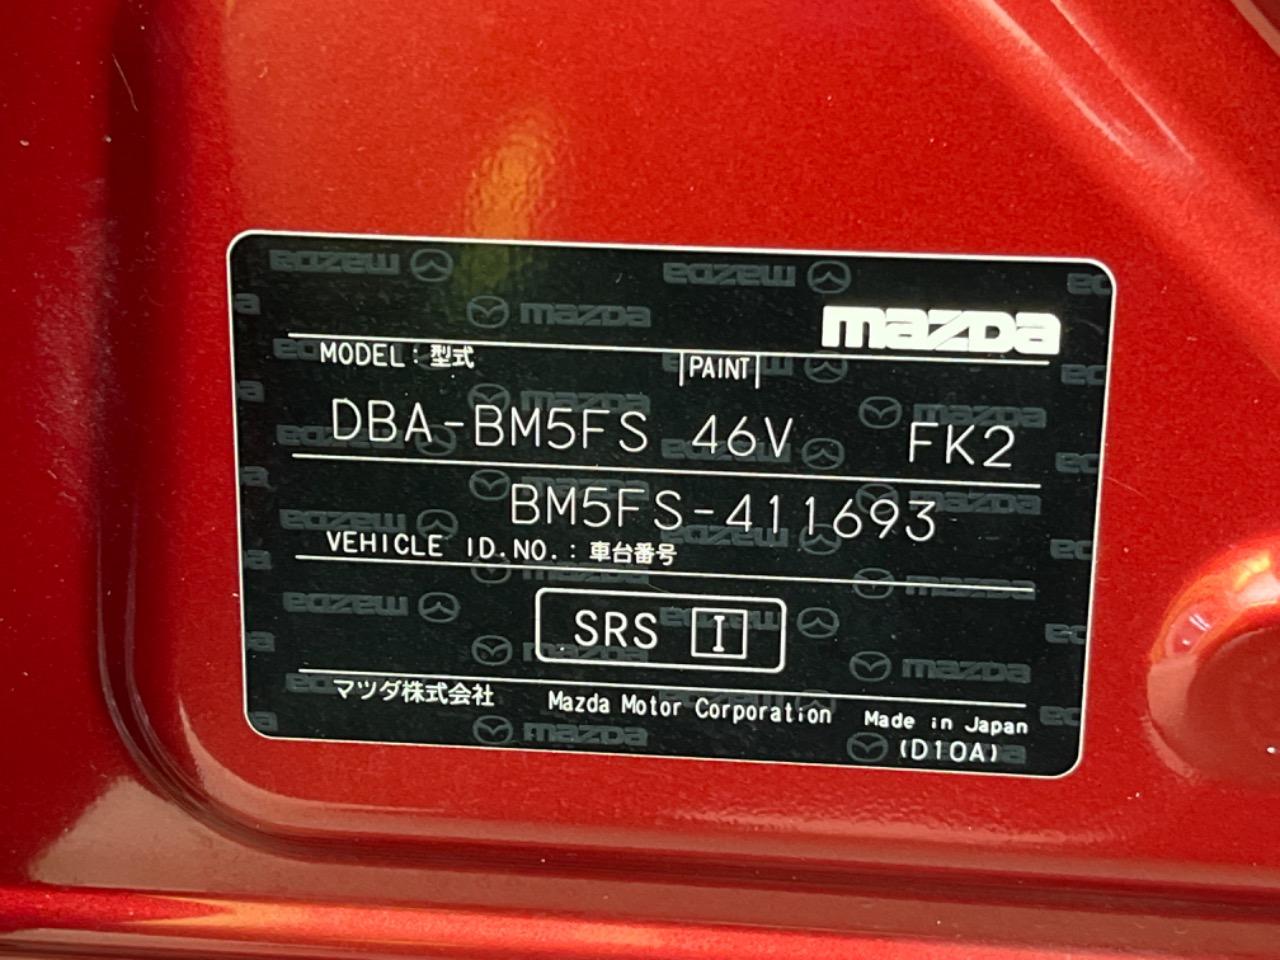 mazda
MODEL : 型式 PAINT
DBA-BM5FS 46V FK2
BM5FS-411693
VEHICLE ID.NO. : 車台番号
SRS I
マツダ株式会社 Mazda Motor Corporation Made in Japan
(D10A)